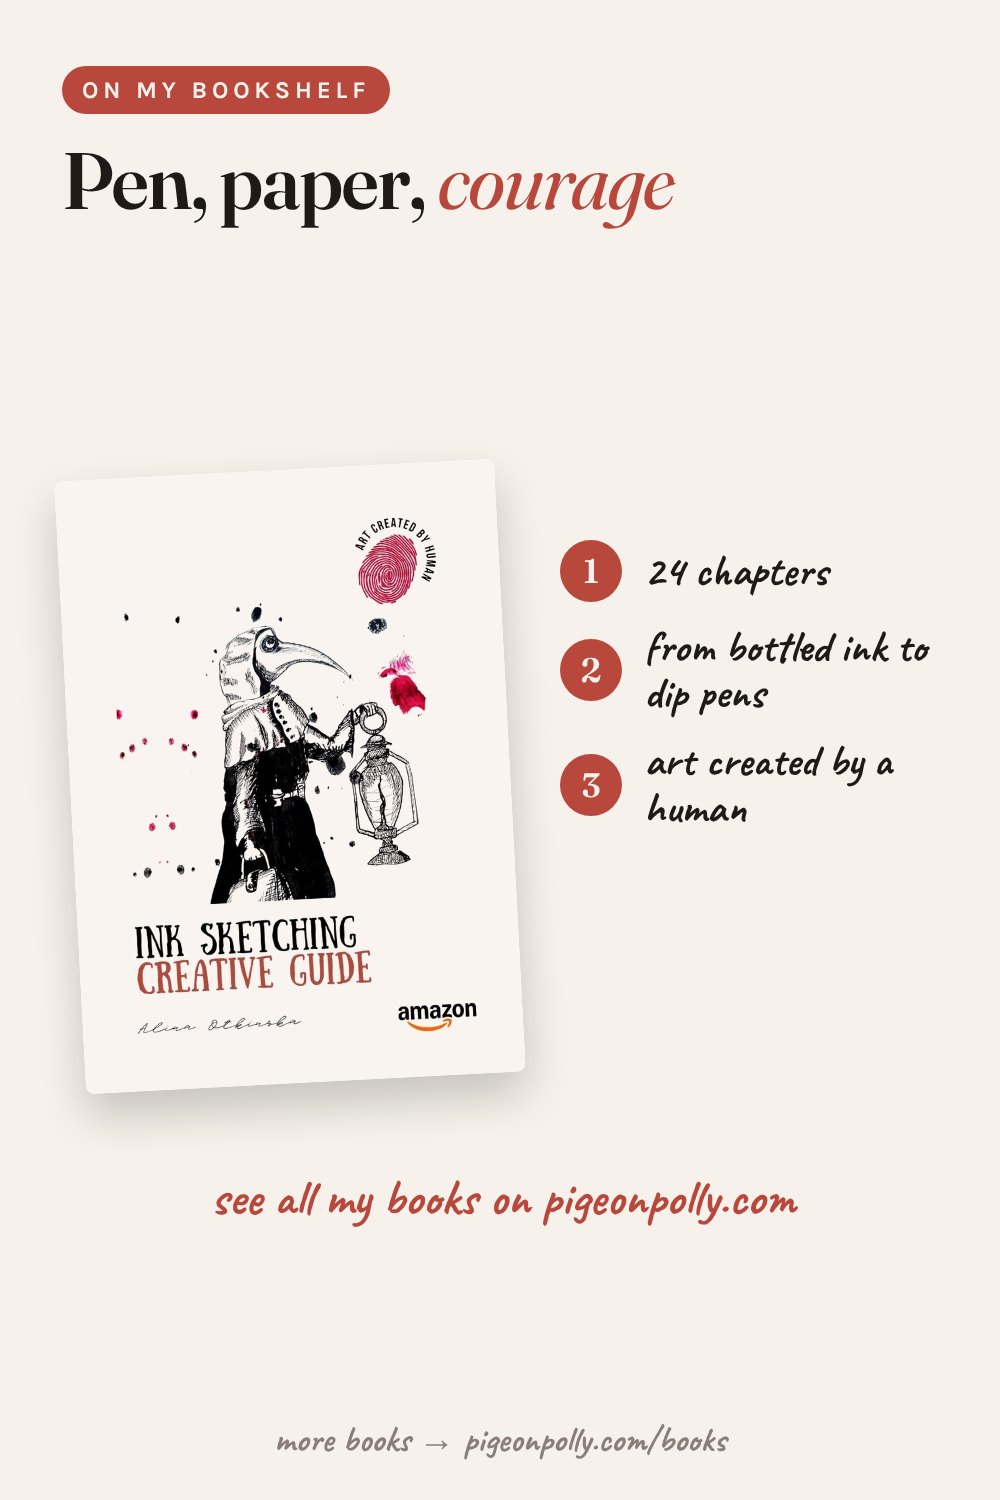 ON MY BOOKSHELF
Pen, paper, courage
ART CREATED BY HUMAN
INK SKETCHING
CREATIVE GUIDE
Alina Otkinska
amazon
1 24 chapters
2 from bottled ink to
dip pens
3 art created by a
human
see all my books on pigeonpolly.com
more books → pigeonpolly.com/books